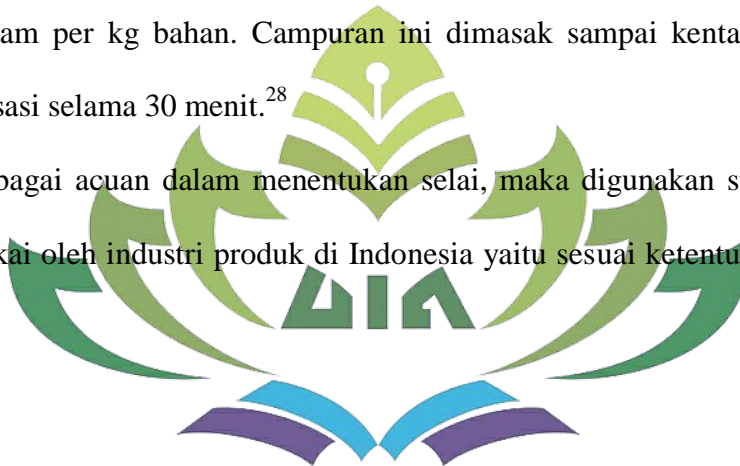 am per kg bahan. Campuran ini dimasak sampai kenta
sasi selama 30 menit.28
bagai acuan dalam menentukan selai, maka digunakan s
kai oleh industri produk di Indonesia yaitu sesuai ketentu
UIN